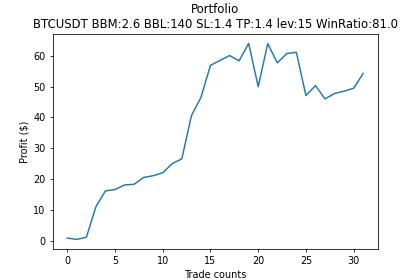 Portfolio
BTCUSDT BBM:2.6 BBL:140 SL:1.4 TP:1.4 lev:15 WinRatio:81.0
60
50
40
30
20
10
0
Profit ($)
0 5 10 15 20 25 30
Trade counts